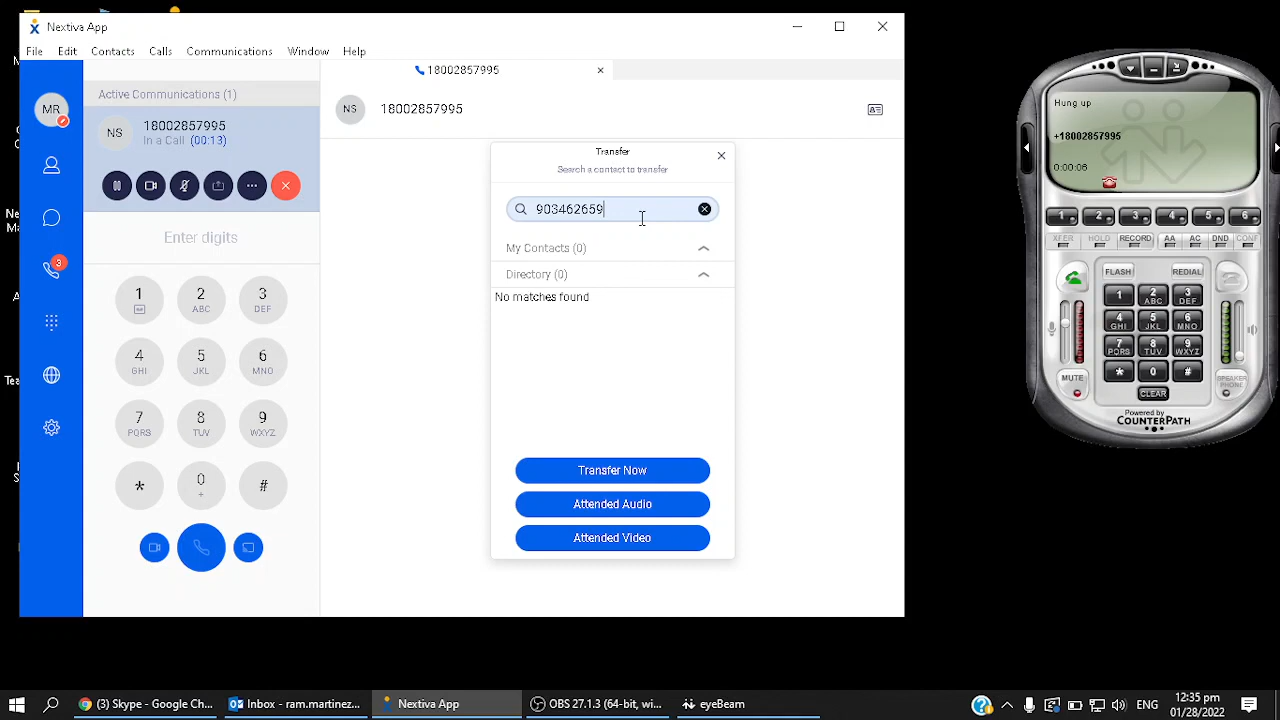 Nextiva App
File Edit Contacts Calls Communications Window Help
MR
Active Communications (1)
NS
18002857995
In a Call (00:13)
Enter digits
1
2 ABC
3 DEF
4 GHI
5 JKL
6 MNO
7 PQRS
8 TUV
9 WXYZ
*
0 +
#
3
18002857995
NS 18002857995
Transfer
Search a contact to transfer
903462659
My Contacts (0)
Directory (0)
No matches found
Transfer Now
Attended Audio
Attended Video
Hung up
+18002857995
0:00:06
1 2 3 4 5 6
XFER HOLD RECORD AA AC DND CONF
FLASH REDIAL
1
2 ABC
3 DEF
4 GHI
5 JKL
6 MNO
7 PQRS
8 TUV
9 WXYZ
* 0 #
MUTE
SPEAKER PHONE
CLEAR
Powered by
COUNTERPATH
Skype - Google Ch...
Inbox - ram.martinez...
Nextiva App
OBS 27.1.3 (64-bit, wi...
eyeBeam
ENG
12:35 pm
01/28/2022